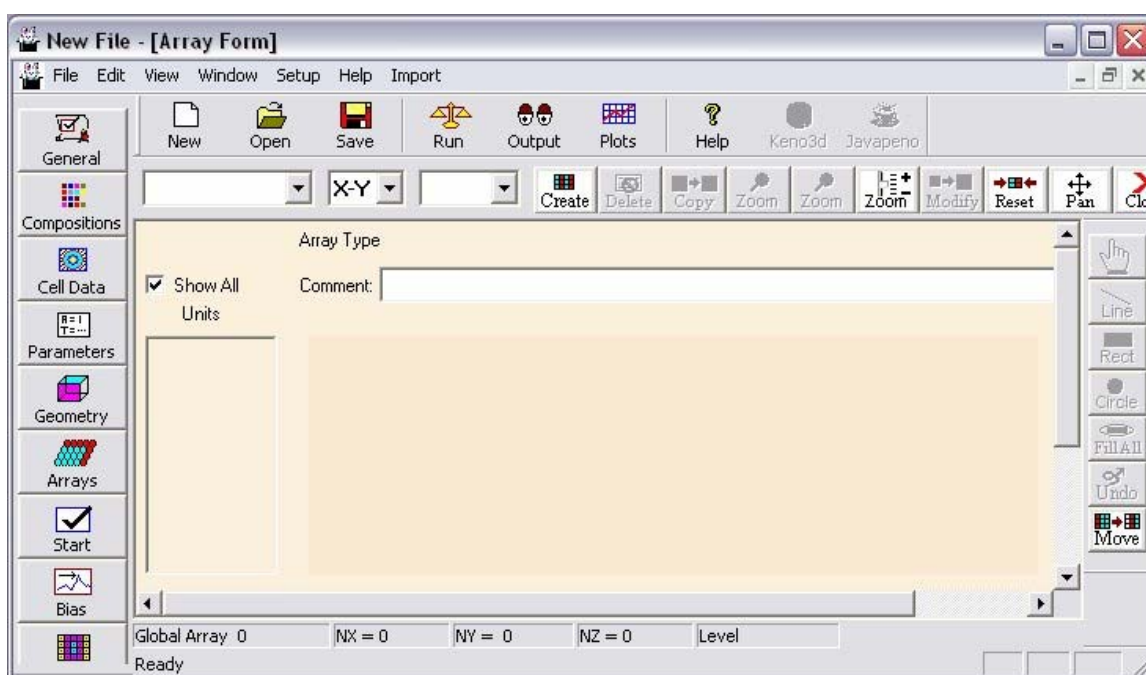 New File - [Array Form]
File Edit View Window Setup Help Import
New Open Save Run Output Plots Help Keno3d Javapeno
General
X-Y Create Delete Copy Zoom Zoom Zoom Modify Reset Pan Clo
Compositions
Array Type
Show All Comment:
Units
Cell Data
Parameters
Geometry
Arrays
Start
Bias
Line
Rect
Circle
Fill All
Undo
Move
Global Array 0 NX = 0 NY = 0 NZ = 0 Level
Ready